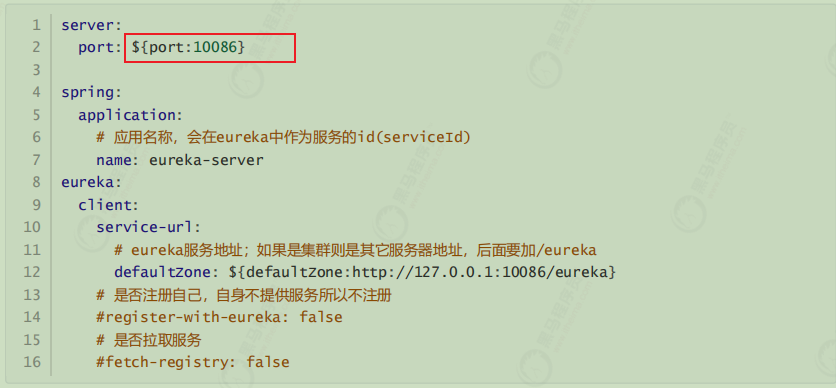 1 server:
2   port: ${port:10086}
3
4 spring:
5   application:
6     # 应用名称，会在eureka中作为服务的id(serviceId)
7     name: eureka-server
8 eureka:
9   client:
10     service-url:
11       # eureka服务地址；如果是集群则是其它服务器地址，后面要加/eureka
12       defaultZone: ${defaultZone:http://127.0.0.1:10086/eureka}
13     # 是否注册自己，自身不提供服务所以不注册
14     #register-with-eureka: false
15     # 是否拉取服务
16     #fetch-registry: false